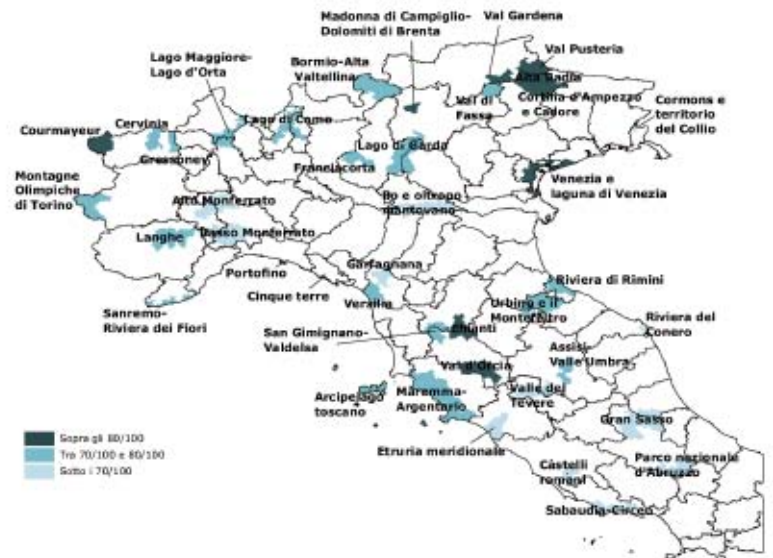 Madonna di Campiglio-
Dolomiti di Brenta
Val Gardena
Lago Maggiore-
Lago d'Orta
Bormio-Alta
Valtellina
Val Pusteria
Alta Badia
Cervinia
Courmayeur
Lago di Como
Val di
Fassa
Cortina d'Ampezzo
e Cadore
Cormons e
territorio
del Collio
Gressoney
Lago di Garda
Franciacorta
Montagne
Olimpiche
di Torino
Venezia e
laguna di Venezia
Alto Monferrato
Po e oltropo
mantovano
Langhe
Basso Monferrato
Garfagnana
Portofino
Cinque terre
Versilia
Riviera di Rimini
Urbino e il
Montefeltro
Sanremo-
Riviera dei Fiori
San Gimignano-
Valdelsa
Chianti
Riviera del
Conero
Assisi-
Valle Umbra
Val d'Orcia
Arcipelago
toscano
Maremma-
Argentario
Valle del
Tevere
Gran Sasso
Etruria meridionale
Castelli
romani
Parco nazionale
d'Abruzzo
Sabaudia-Circeo
Sopra gli 80/100
Tra 70/100 e 80/100
Sotto i 70/100